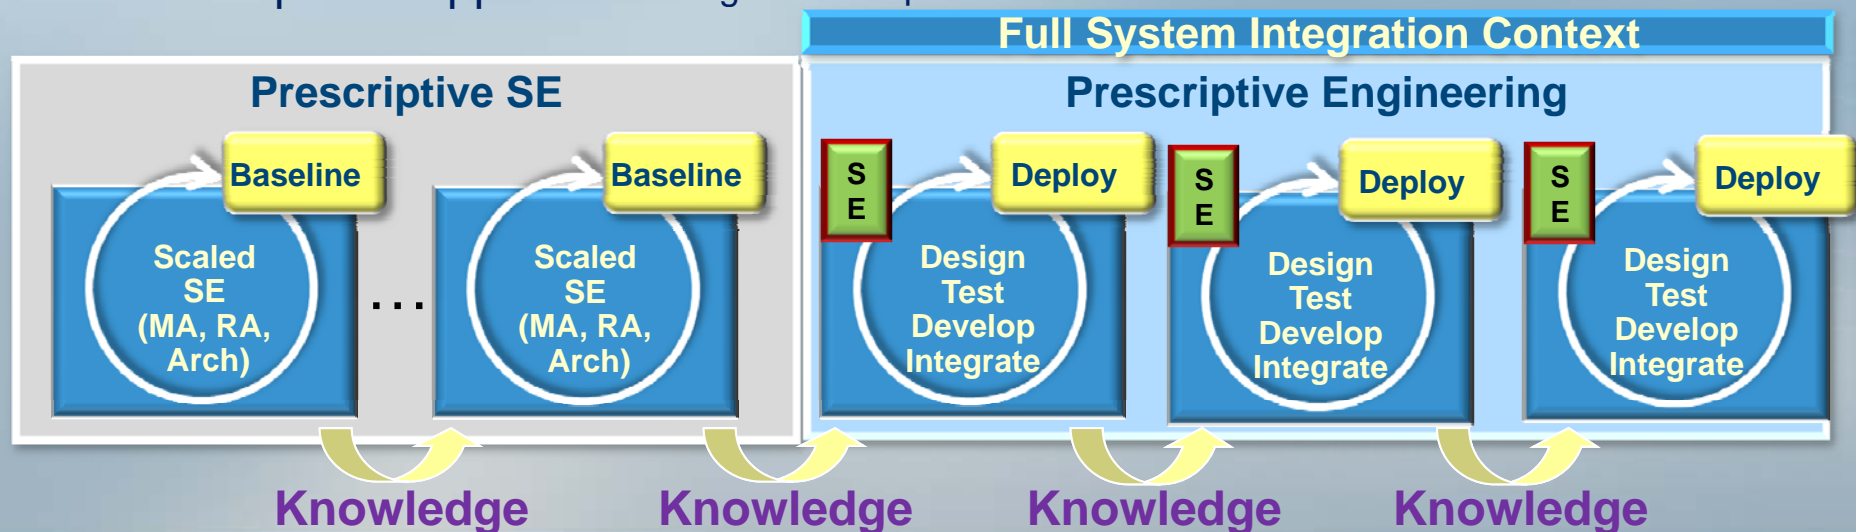 Full System Integration Context
Prescriptive SE
Prescriptive Engineering
Baseline
Scaled
SE
(MA, RA,
Arch)
...
Baseline
Scaled
SE
(MA, RA,
Arch)
S
E
Deploy
Design
Test
Develop
Integrate
S
E
Deploy
Design
Test
Develop
Integrate
S
E
Deploy
Design
Test
Develop
Integrate
Knowledge
Knowledge
Knowledge
Knowledge